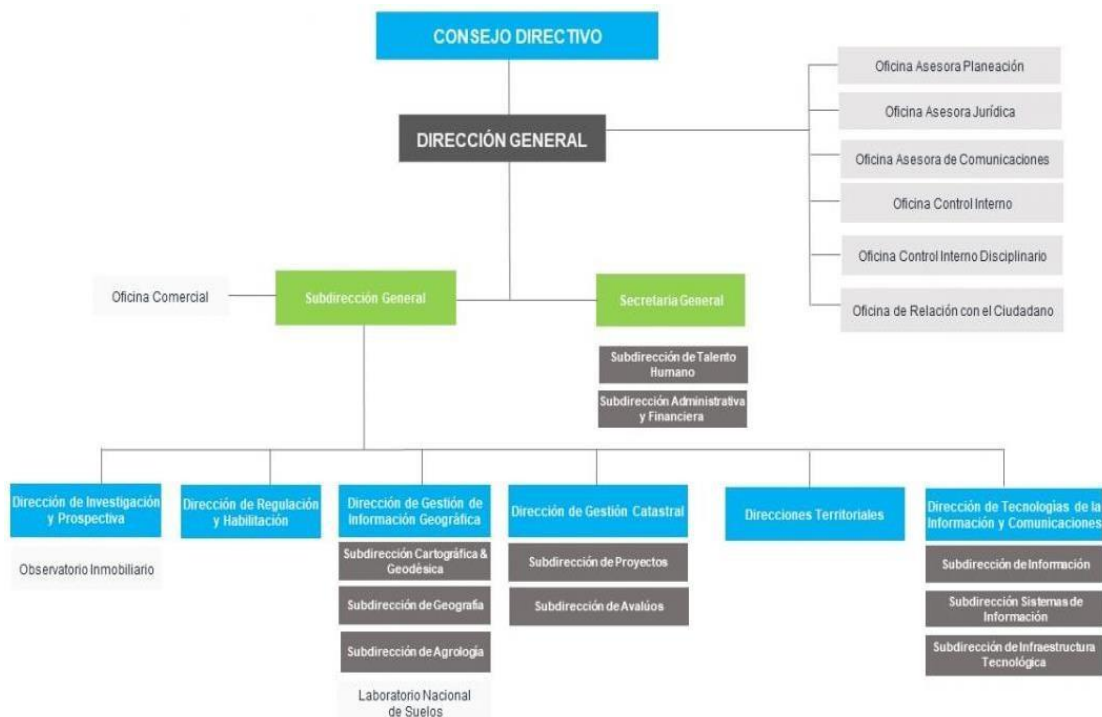 CONSEJO DIRECTIVO
Oficina Asesora Planeación
Oficina Asesora Jurídica
DIRECCIÓN GENERAL
Oficina Asesora de Comunicaciones
Oficina Control Interno
Oficina Control Interno Disciplinario
Oficina de Relación con el Ciudadano
Oficina Comercial
Subdirección General
Secretaria General
Subdirección de Talento
Humano
Subdirección Administrativa
y Financiera
Dirección de Investigación
y Prospectiva
Observatorio Inmobiliario
Dirección de Regulación
y Habilitación
Dirección de Gestión de
Información Geográfica
Subdirección Cartográfica &
Geodésica
Subdirección de Geografía
Subdirección de Agrología
Laboratorio Nacional
de Suelos
Dirección de Gestión Catastral
Subdirección de Proyectos
Subdirección de Avalúos
Direcciones Territoriales
Dirección de Tecnologías de la
Información y Comunicaciones
Subdirección de Información
Subdirección Sistemas de
Información
Subdirección de Infraestructura
Tecnológica